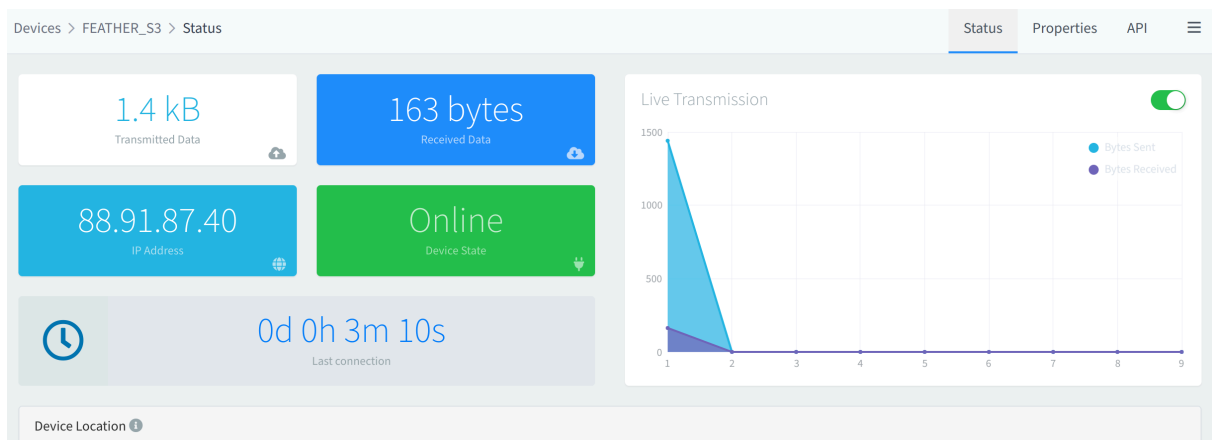 Devices > FEATHER_S3 > Status
Status Properties API
1.4 kB
Transmitted Data
163 bytes
Received Data
88.91.87.40
IP Address
Online
Device State
0d 0h 3m 10s
Last connection
Live Transmission
Bytes Sent
Bytes Received
1500
1000
500
0
1 2 3 4 5 6 7 8 9
Device Location